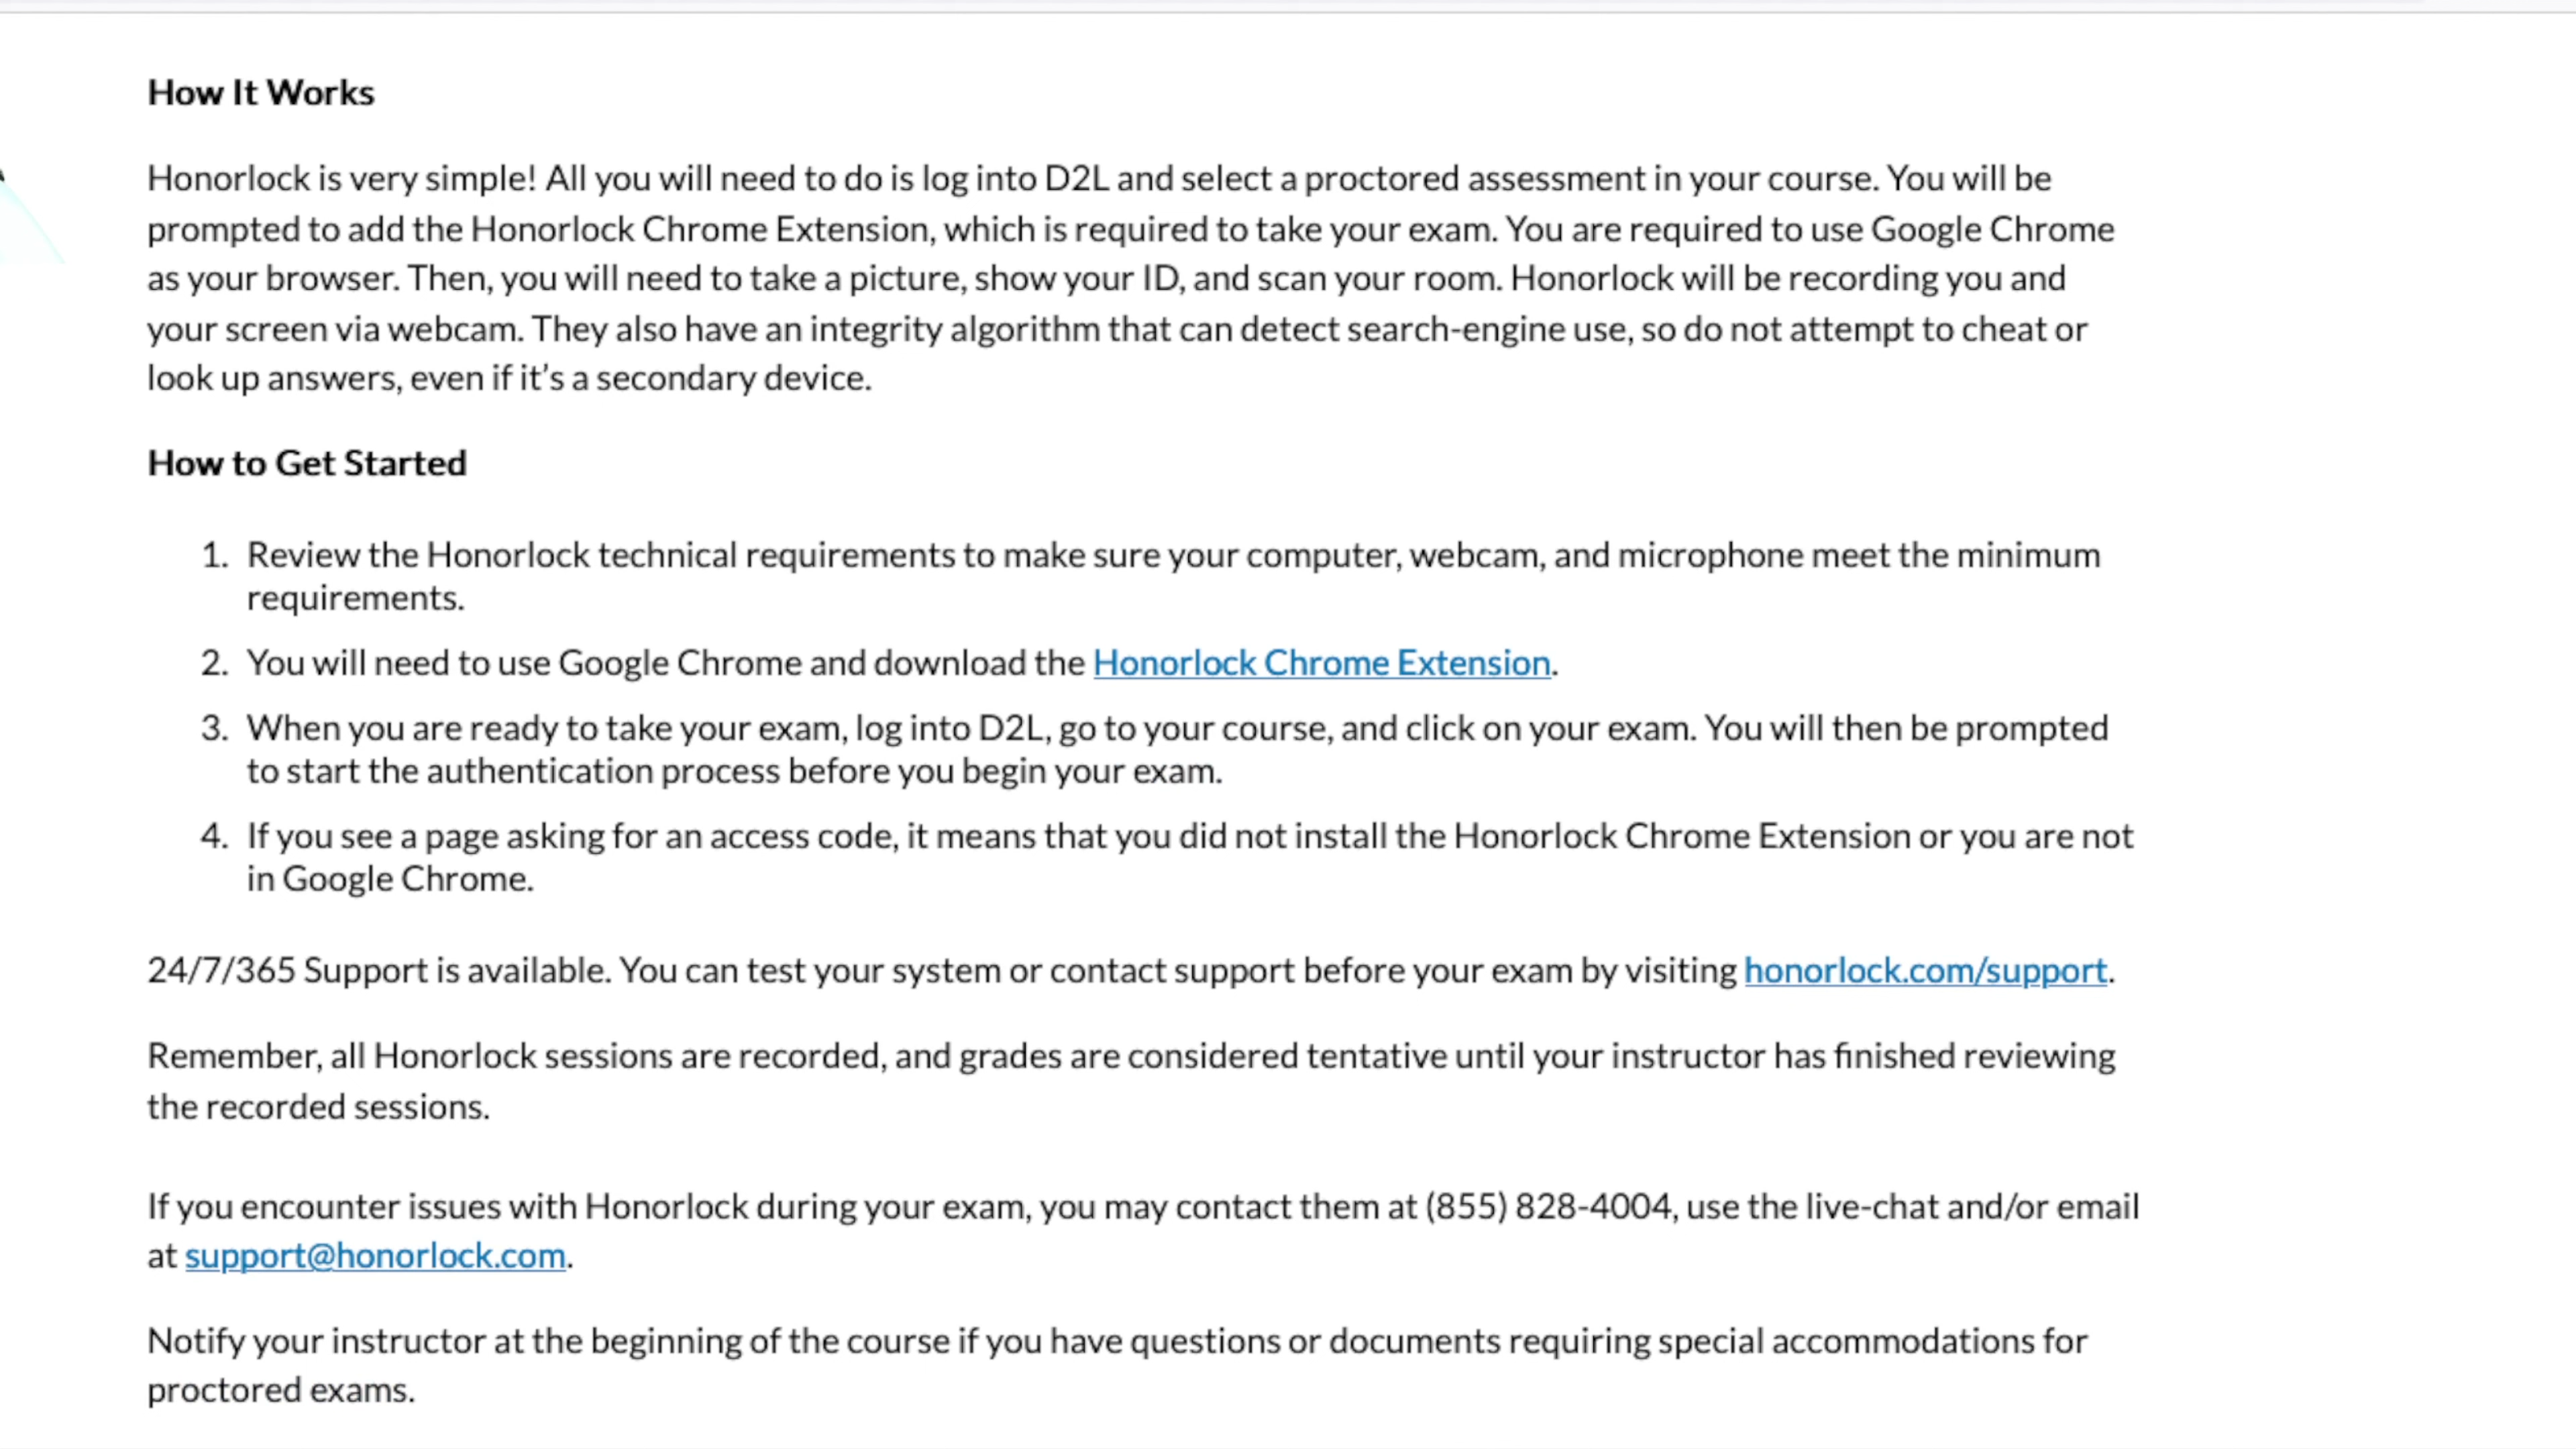 How It Works
Honorlock is very simple! All you will need to do is log into D2L and select a proctored assessment in your course. You will be
prompted to add the Honorlock Chrome Extension, which is required to take your exam. You are required to use Google Chrome
as your browser. Then, you will need to take a picture, show your ID, and scan your room. Honorlock will be recording you and
your screen via webcam. They also have an integrity algorithm that can detect search-engine use, so do not attempt to cheat or
look up answers, even if it’s a secondary device.
How to Get Started
1. Review the Honorlock technical requirements to make sure your computer, webcam, and microphone meet the minimum
requirements.
2. You will need to use Google Chrome and download the Honorlock Chrome Extension.
3. When you are ready to take your exam, log into D2L, go to your course, and click on your exam. You will then be prompted
to start the authentication process before you begin your exam.
4. If you see a page asking for an access code, it means that you did not install the Honorlock Chrome Extension or you are not
in Google Chrome.
24/7/365 Support is available. You can test your system or contact support before your exam by visiting honorlock.com/support.
Remember, all Honorlock sessions are recorded, and grades are considered tentative until your instructor has finished reviewing
the recorded sessions.
If you encounter issues with Honorlock during your exam, you may contact them at (855) 828-4004, use the live-chat and/or email
at support@honorlock.com.
Notify your instructor at the beginning of the course if you have questions or documents requiring special accommodations for
proctored exams.